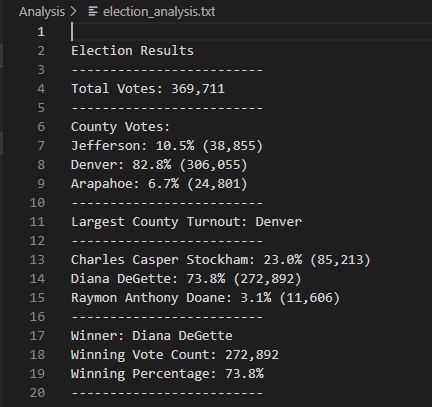 Analysis > election_analysis.txt
1
2 Election Results
3 -------------------------
4 Total Votes: 369,711
5 -------------------------
6 County Votes:
7 Jefferson: 10.5% (38,855)
8 Denver: 82.8% (306,055)
9 Arapahoe: 6.7% (24,801)
10 -------------------------
11 Largest County Turnout: Denver
12 -------------------------
13 Charles Casper Stockham: 23.0% (85,213)
14 Diana DeGette: 73.8% (272,892)
15 Raymon Anthony Doane: 3.1% (11,606)
16 -------------------------
17 Winner: Diana DeGette
18 Winning Vote Count: 272,892
19 Winning Percentage: 73.8%
20 -------------------------